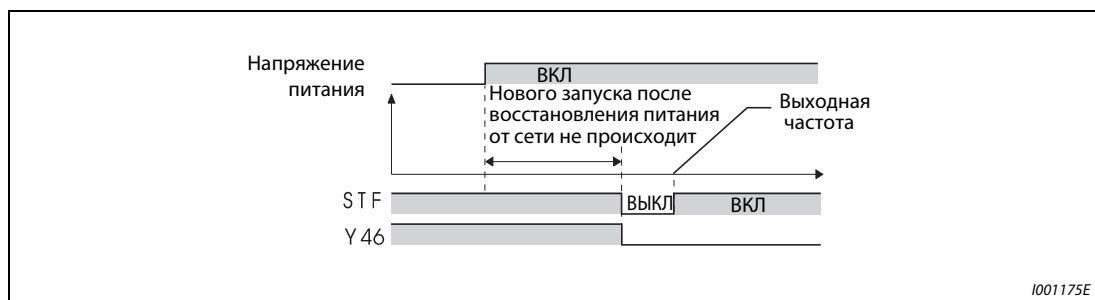 Напряжение
питания
ВКЛ
Нового запуска после
восстановления питания
от сети не происходит
Выходная
частота
STF
ВЫКЛ
ВКЛ
Y46
I001175E